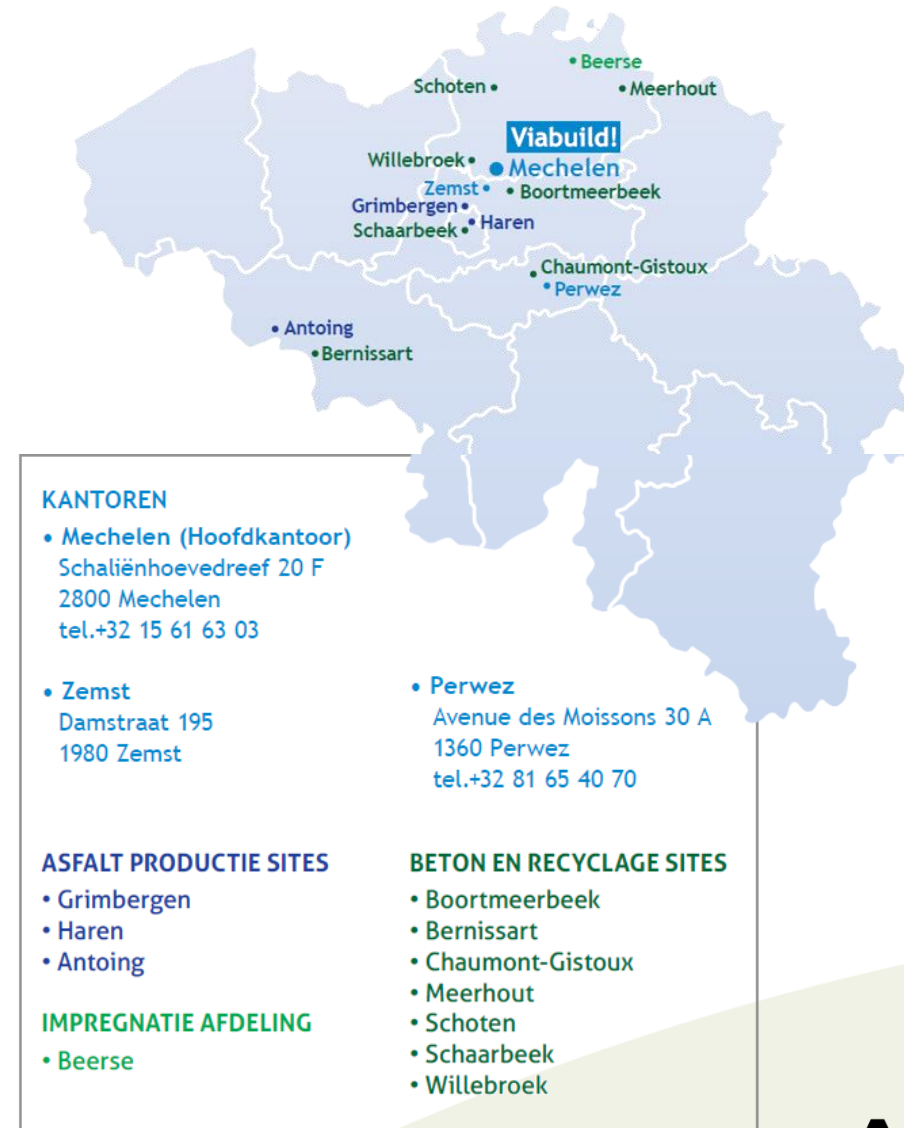 Beerse
Schoten
Meerhout
Viabuild!
Willebroek
Mechelen
Zemst
Boortmeerbeek
Grimbergen
Haren
Schaarbeek
Chaumont-Gistoux
Perwez
Antoing
Bernissart
KANTOREN
• Mechelen (Hoofdkantoor)
Schaliënhoevedreef 20 F
2800 Mechelen
tel.+32 15 61 63 03
• Zemst
Damstraat 195
1980 Zemst
• Perwez
Avenue des Moissons 30 A
1360 Perwez
tel.+32 81 65 40 70
ASFALT PRODUCTIE SITES
• Grimbergen
• Haren
• Antoing
IMPREGNATIE AFDELING
• Beerse
BETON EN RECYCLAGE SITES
• Boortmeerbeek
• Bernissart
• Chaumont-Gistoux
• Meerhout
• Schoten
• Schaarbeek
• Willebroek